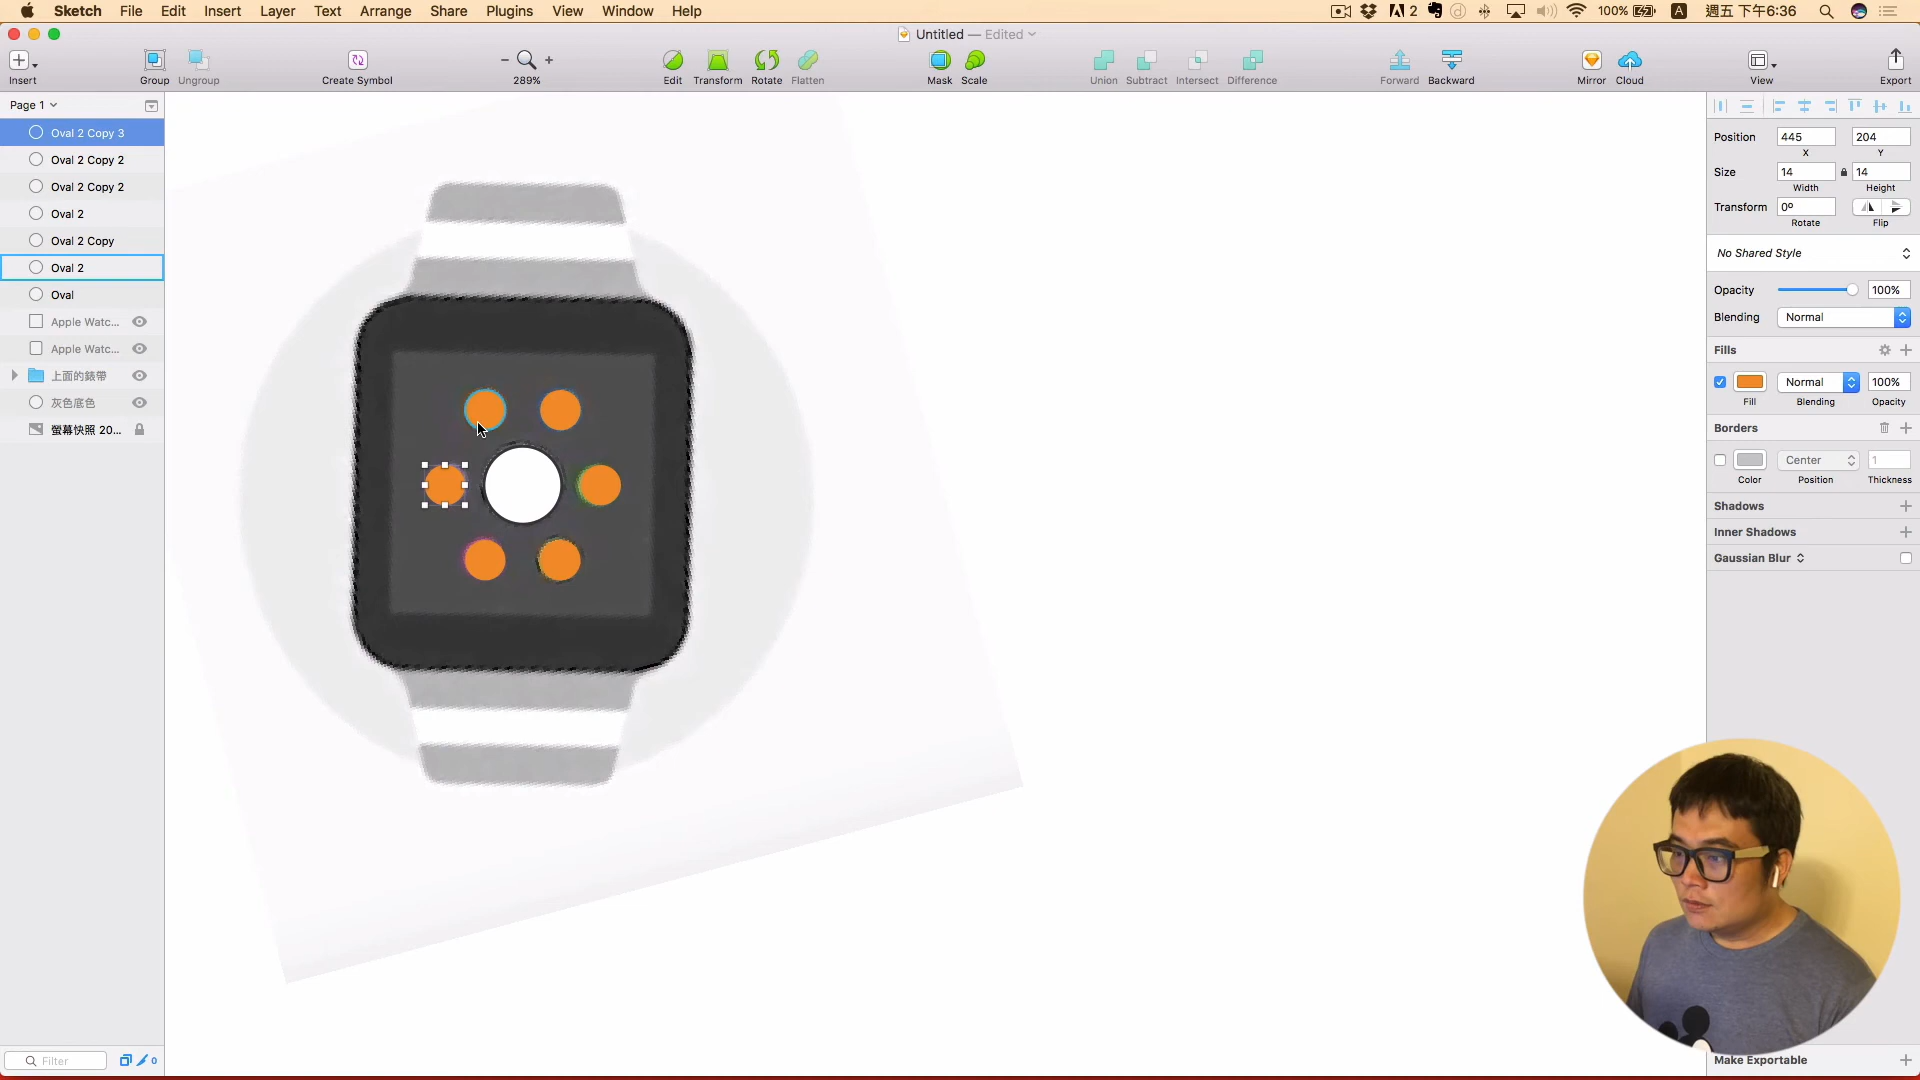 Sketch File Edit Insert Layer Text Arrange Share Plugins View Window Help 2 100% A 週五 下午6:36
Untitled — Edited
Insert Group Ungroup Create Symbol 289% Edit Transform Rotate Flatten Mask Scale Union Subtract Intersect Difference Forward Backward Mirror Cloud View Export
Page 1
Oval 2 Copy 3
Oval 2 Copy 2
Oval 2 Copy 2
Oval 2
Oval 2 Copy
Oval 2
Oval
Apple Watc...
Apple Watc...
上面的錶帶
灰色底色
螢幕快照 20...
Filter 0
Position 445 204
X Y
Size 14 14
Width Height
Transform 0º
Rotate Flip
No Shared Style
Opacity 100%
Blending Normal
Fills
Normal 100%
Fill Blending Opacity
Borders
Center 1
Color Position Thickness
Shadows
Inner Shadows
Gaussian Blur
Make Exportable